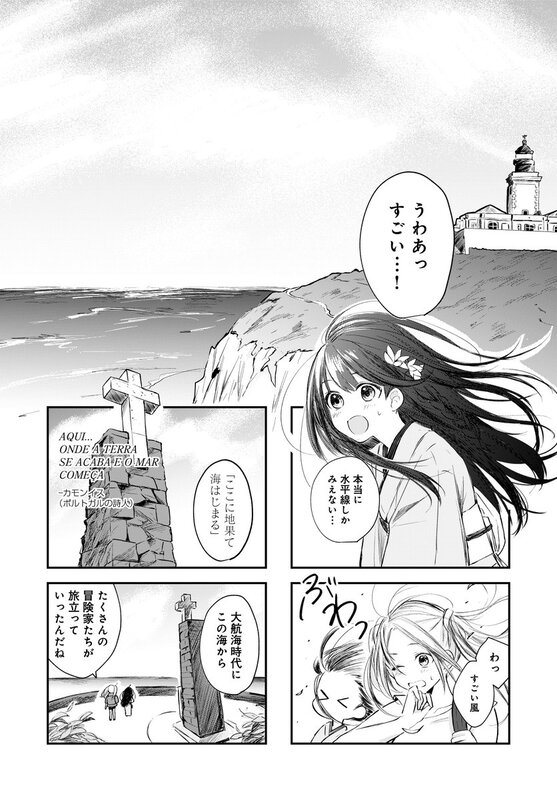 うわあっ
すごい…!
本当に
水平線しか
みえない…
AQUI...
ONDE A TERRA
SE ACABA E O MAR
COMEÇA
-カモンイス
(ポルトガルの詩人)
「ここに地果て
海はじまる」
ぶわっ
わっ
すごい風
大航海時代に
この海から
たくさんの
冒険家たちが
旅立って
いったんだね